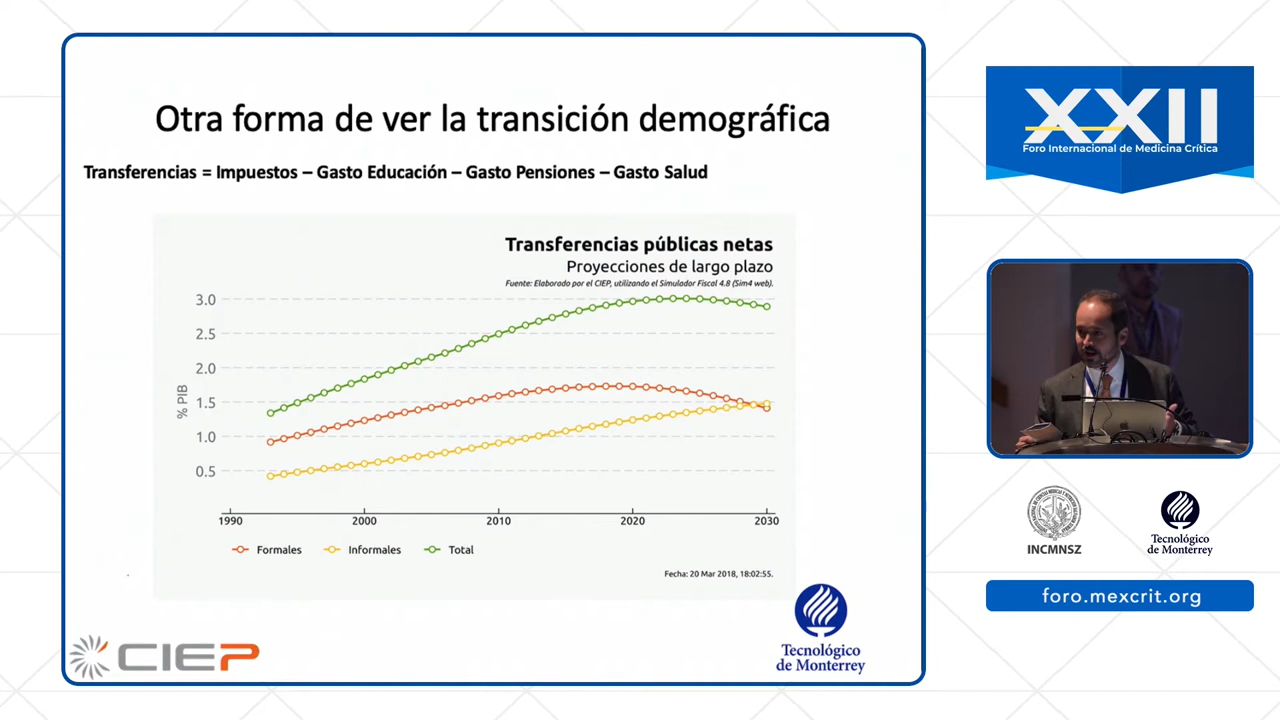 Otra forma de ver la transición demográfica
Transferencias = Impuestos – Gasto Educación – Gasto Pensiones – Gasto Salud
Transferencias públicas netas
Proyecciones de largo plazo
Fuente: Elaborado por el CIEP, utilizando el Simulador Fiscal 4.8 (Sim4 web).
% PIB
3.0
2.5
2.0
1.5
1.0
0.5
1990 2000 2010 2020 2030
Formales Informales Total
Fecha: 20 Mar 2018, 18:02:55.
CIEP
Tecnológico
de Monterrey
XXII
Foro Internacional de Medicina Crítica
INCMNSZ
Tecnológico
de Monterrey
foro.mexcrit.org